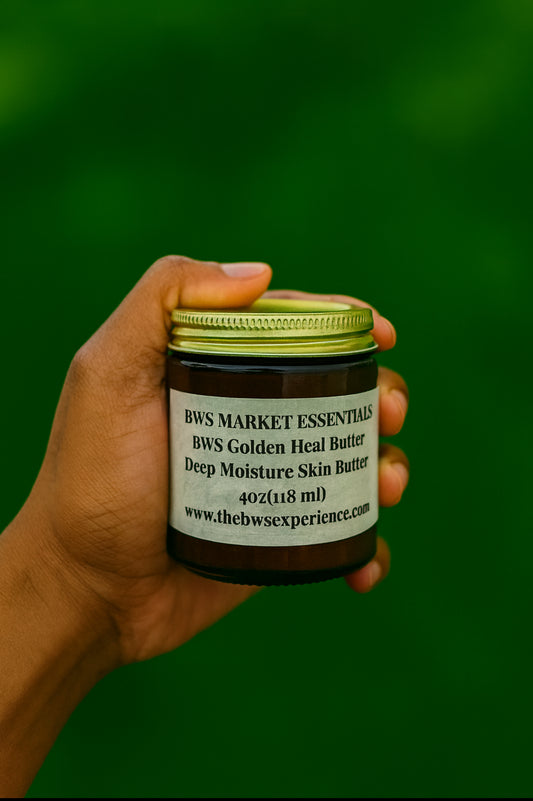 BWS MARKET ESSENTIALS
BWS Golden Heal Butter
Deep Moisture Skin Butter
4oz(118 ml)
www.thebwsexperience.com